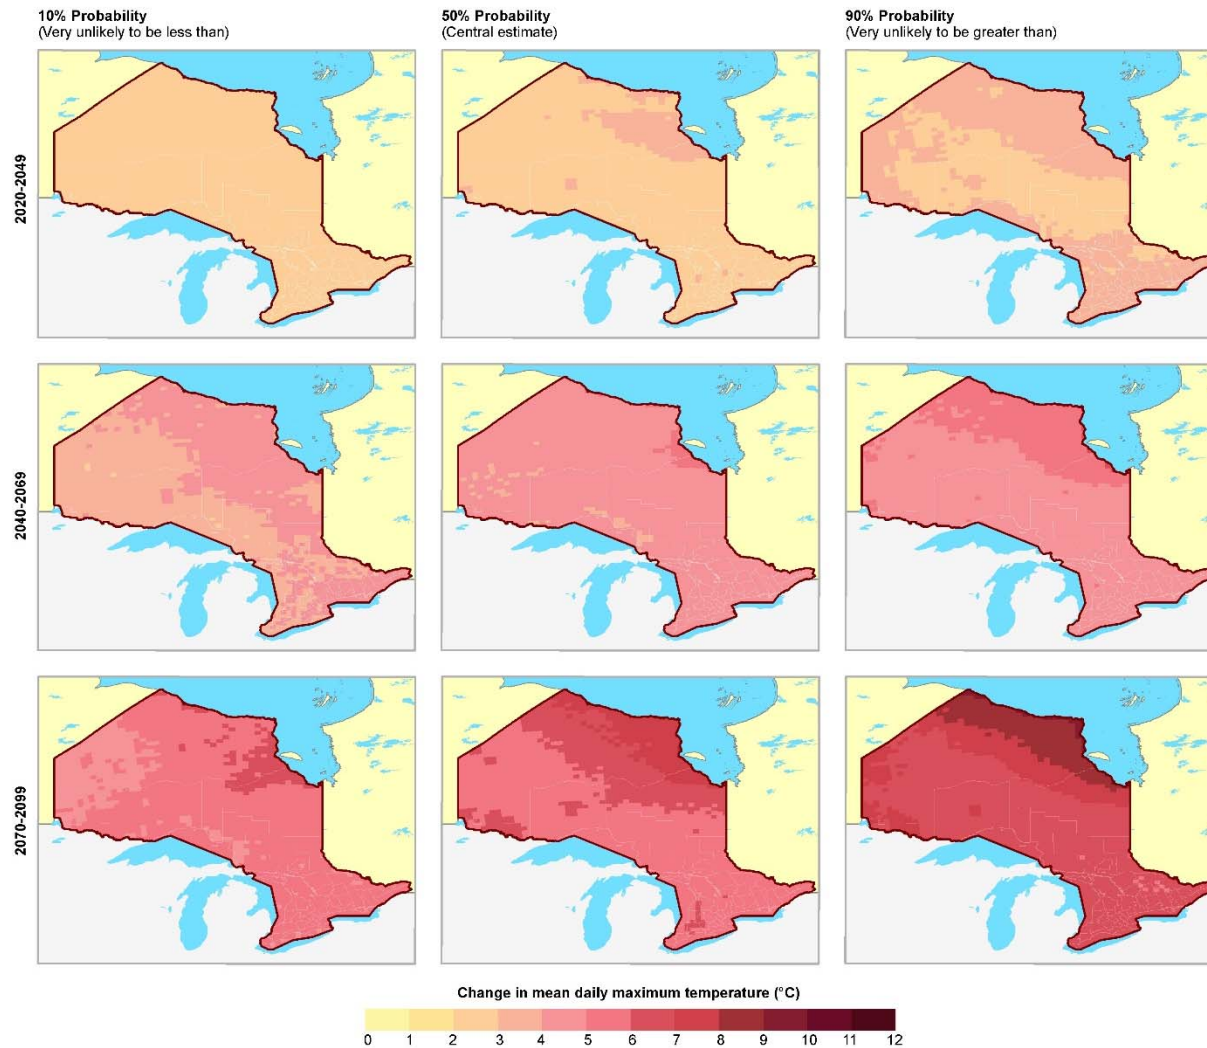 10% Probability
(Very unlikely to be less than)
50% Probability
(Central estimate)
90% Probability
(Very unlikely to be greater than)
2020-2049
2040-2069
2070-2099
Change in mean daily maximum temperature (°C)
0 1 2 3 4 5 6 7 8 9 10 11 12